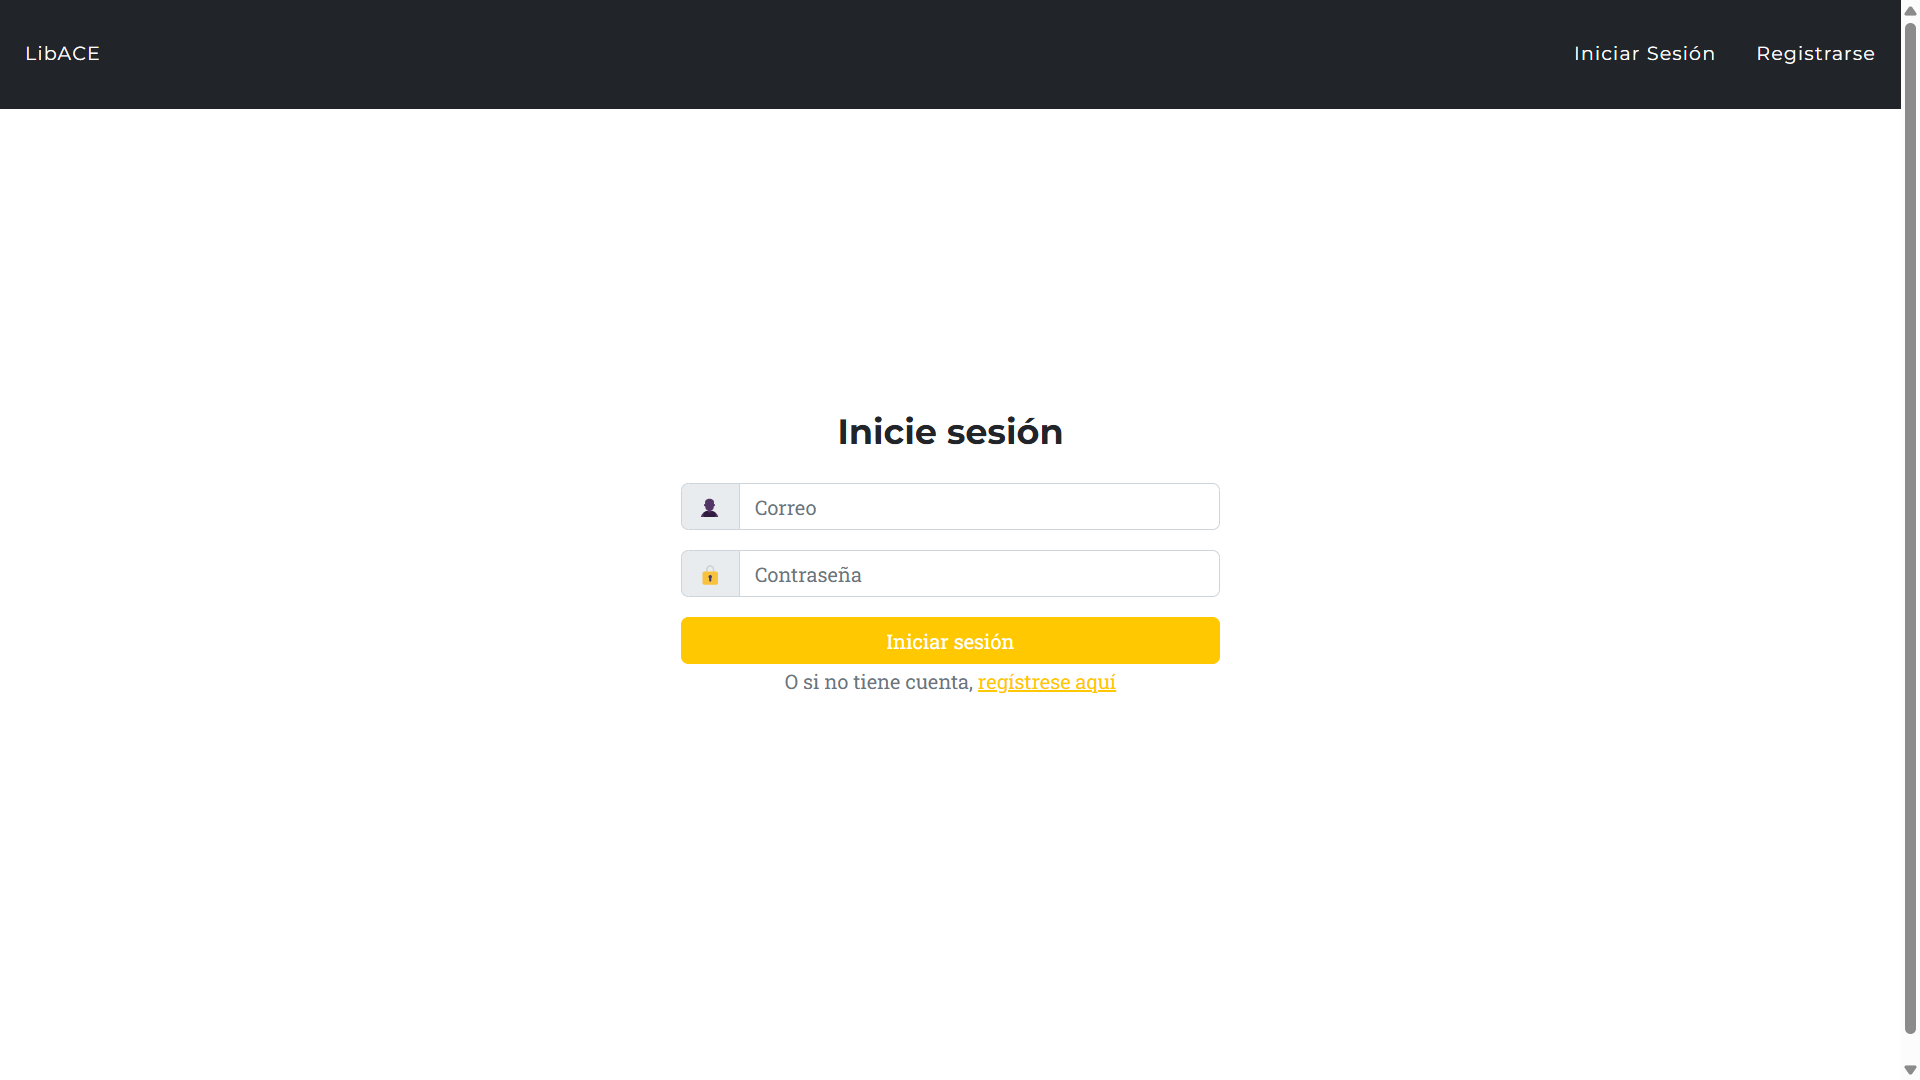 LibACE
Iniciar Sesión
Registrarse
Inicie sesión
Correo
Contraseña
Iniciar sesión
O si no tiene cuenta, regístrese aquí